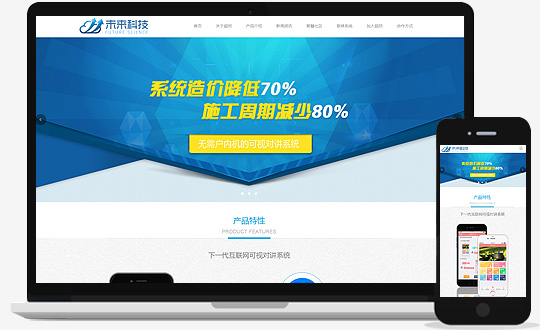 未来科技
FUTURE SCIENCE
首页 关于我们 产品介绍 新闻资讯 智慧社区 联系我们 加入我们 合作方式
系统造价降低70%
施工周期减少80%
无需户内机的可视对讲系统
产品特性
PRODUCT FEATURES
下一代互联网可视对讲系统
未来科技
系统造价降低70%
施工周期减少80%
产品特性
下一代互联网可视对讲系统